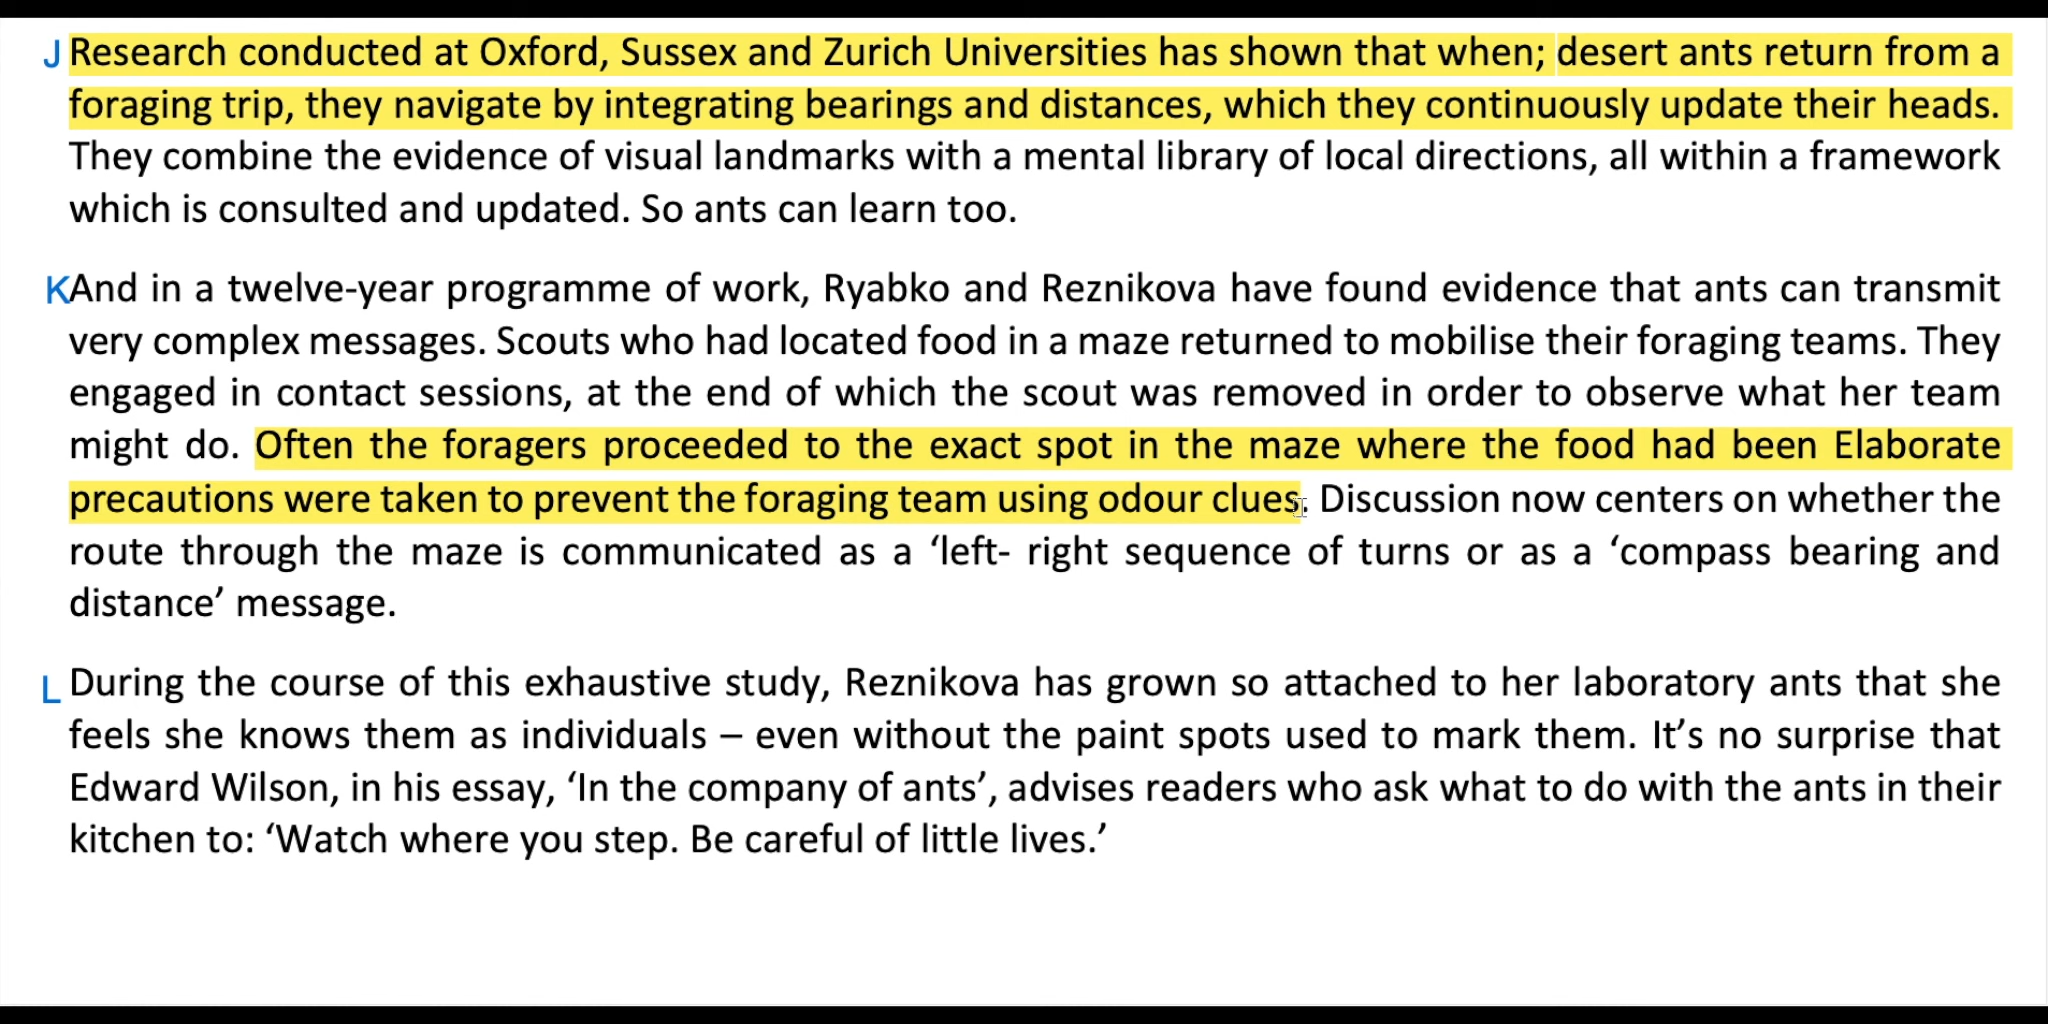 J Research conducted at Oxford, Sussex and Zurich Universities has shown that when; desert ants return from a
foraging trip, they navigate by integrating bearings and distances, which they continuously update their heads.
They combine the evidence of visual landmarks with a mental library of local directions, all within a framework
which is consulted and updated. So ants can learn too.
K And in a twelve-year programme of work, Ryabko and Reznikova have found evidence that ants can transmit
very complex messages. Scouts who had located food in a maze returned to mobilise their foraging teams. They
engaged in contact sessions, at the end of which the scout was removed in order to observe what her team
might do. Often the foragers proceeded to the exact spot in the maze where the food had been Elaborate
precautions were taken to prevent the foraging team using odour clues. Discussion now centers on whether the
route through the maze is communicated as a ‘left- right sequence of turns or as a ‘compass bearing and
distance’ message.
L During the course of this exhaustive study, Reznikova has grown so attached to her laboratory ants that she
feels she knows them as individuals – even without the paint spots used to mark them. It’s no surprise that
Edward Wilson, in his essay, ‘In the company of ants’, advises readers who ask what to do with the ants in their
kitchen to: ‘Watch where you step. Be careful of little lives.’